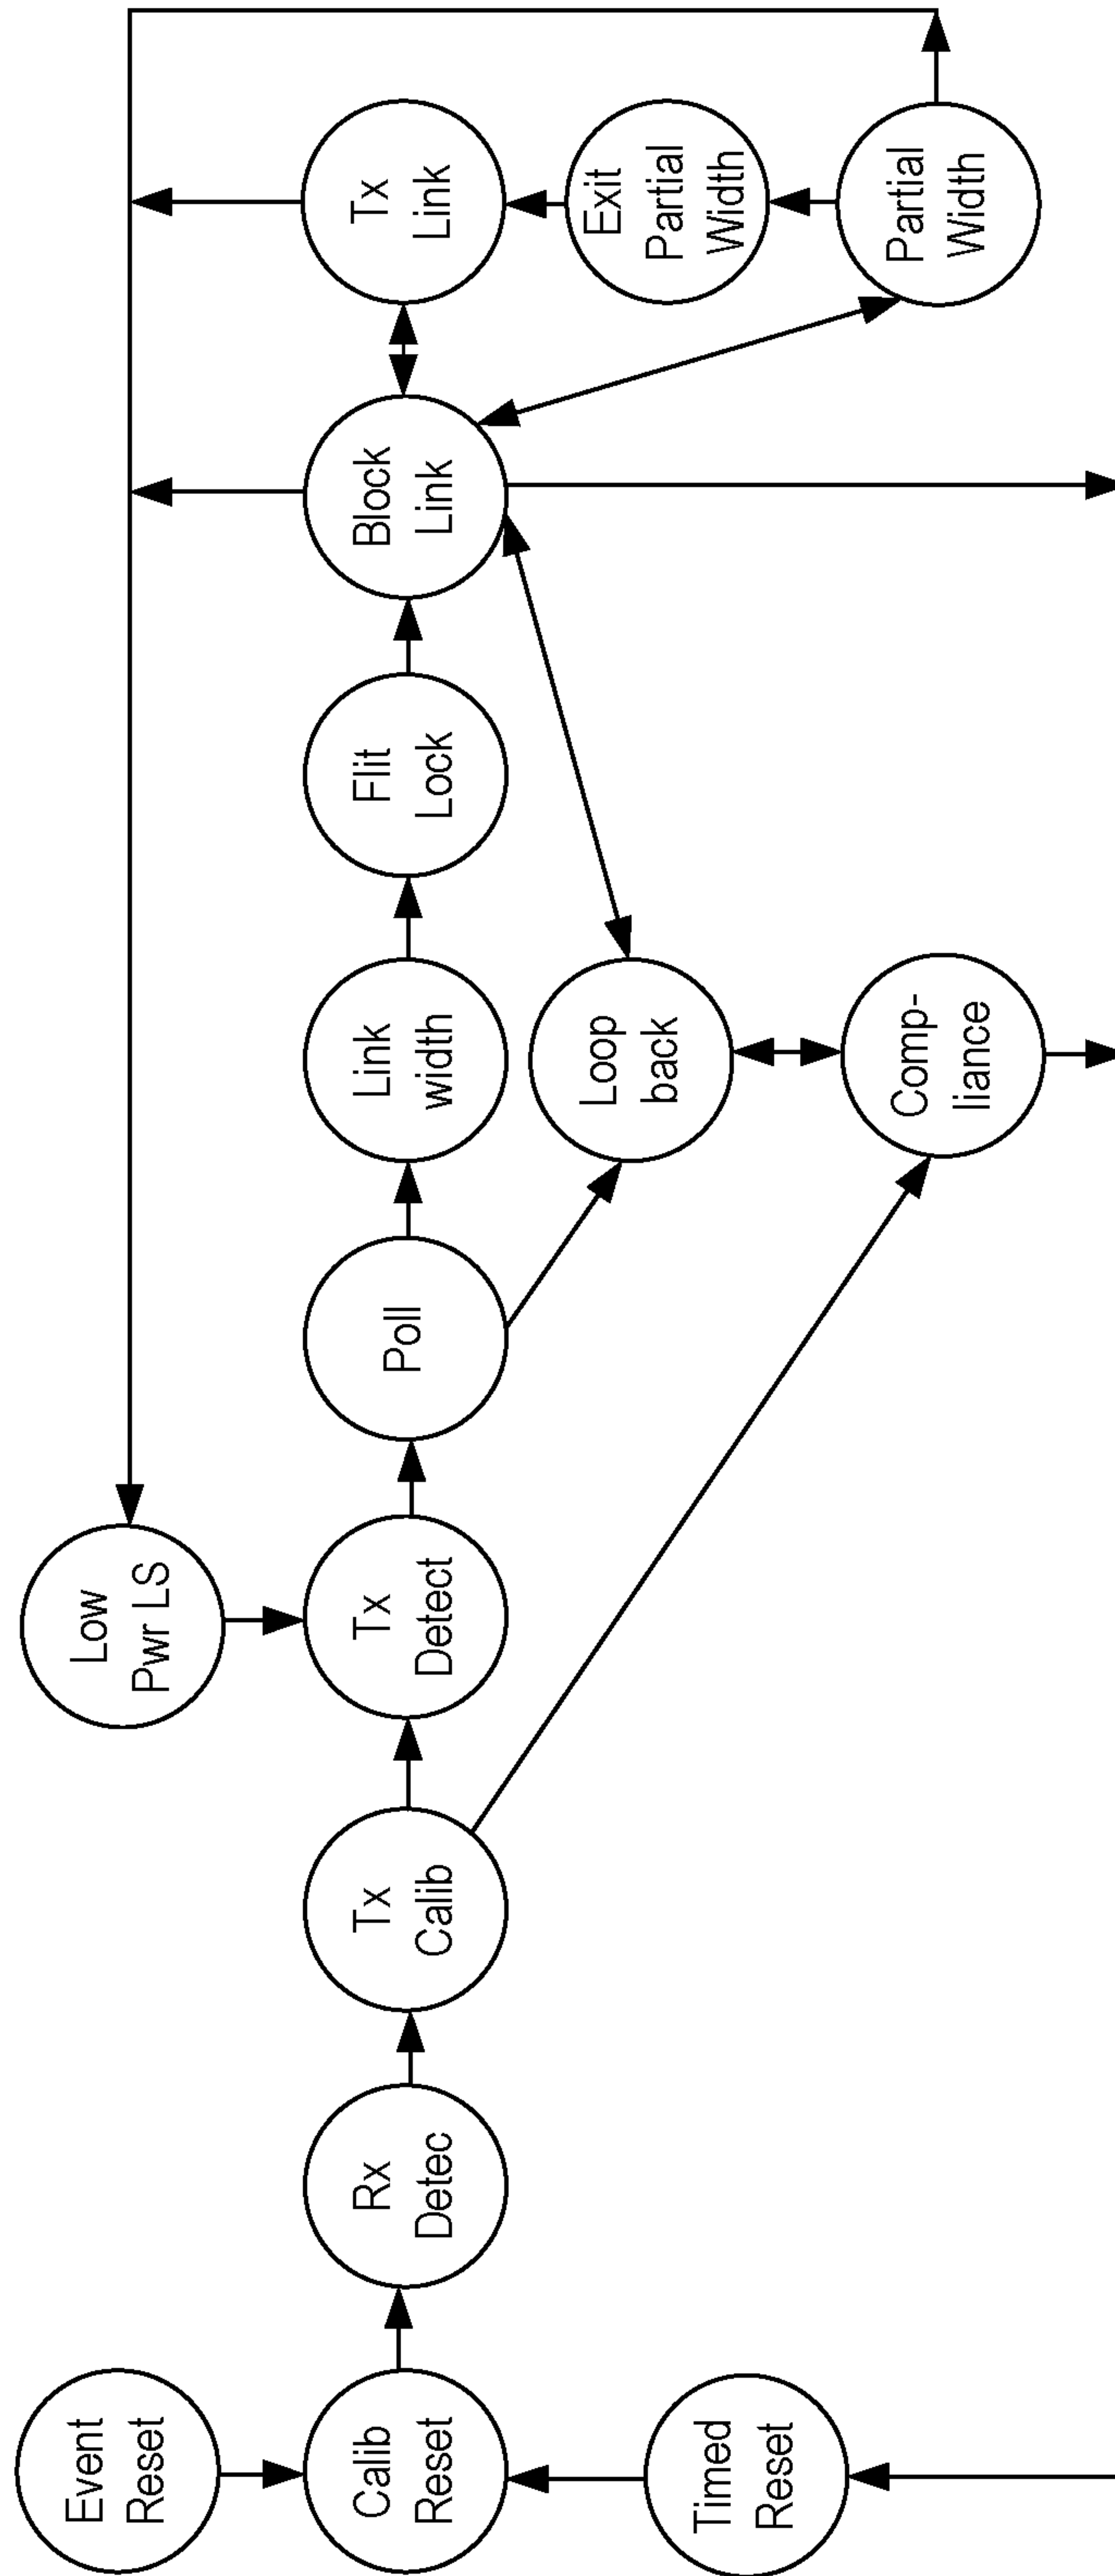 Event
Reset
Low
Pwr LS
Calib
Reset
Rx
Detec
Tx
Calib
Tx
Detect
Poll
Link
width
Flit
Lock
Block
Link
Tx
Link
Loop
back
Exit
Partial
Width
Timed
Reset
Comp-
liance
Partial
Width